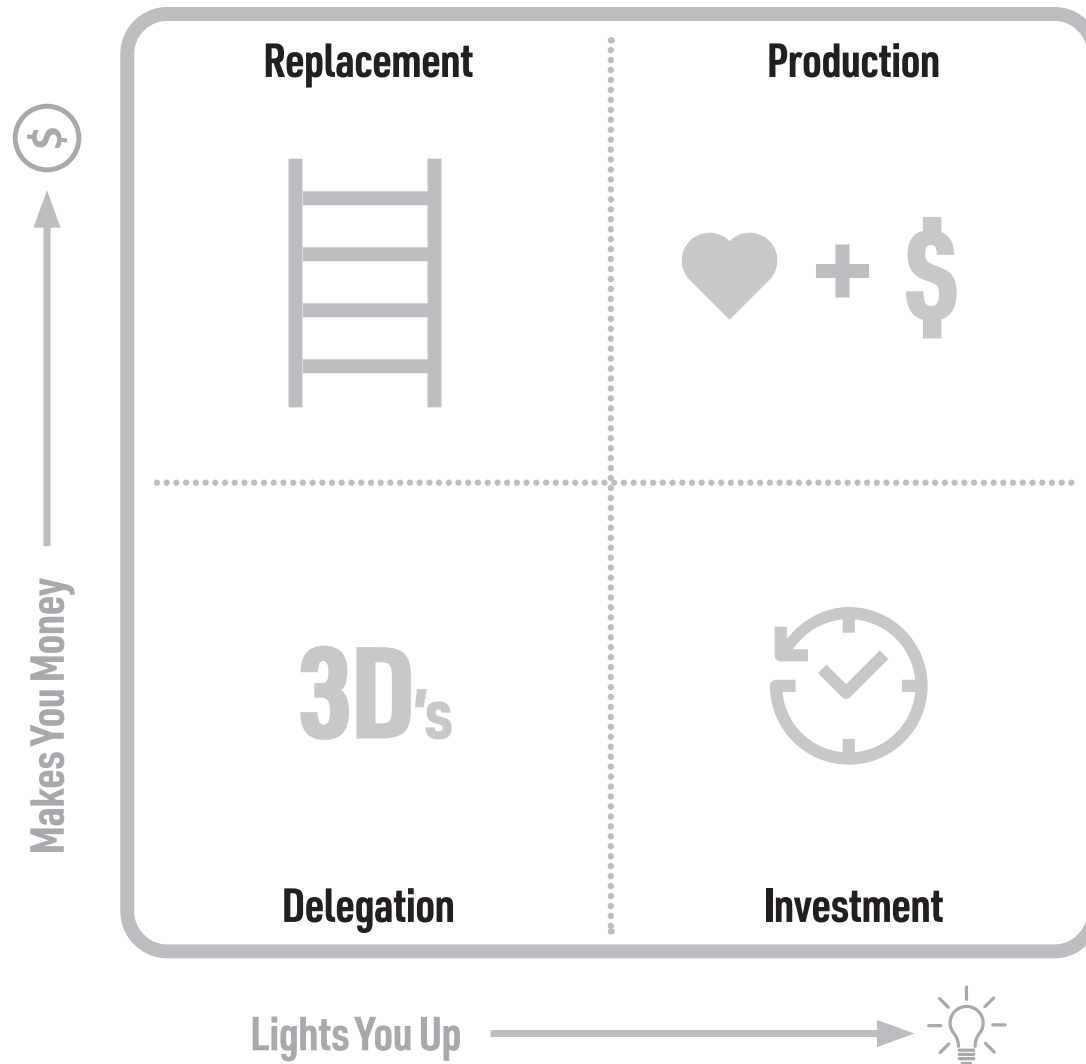 Replacement
Production
$
$
Makes You Money
3D's
Delegation
Investment
Lights You Up